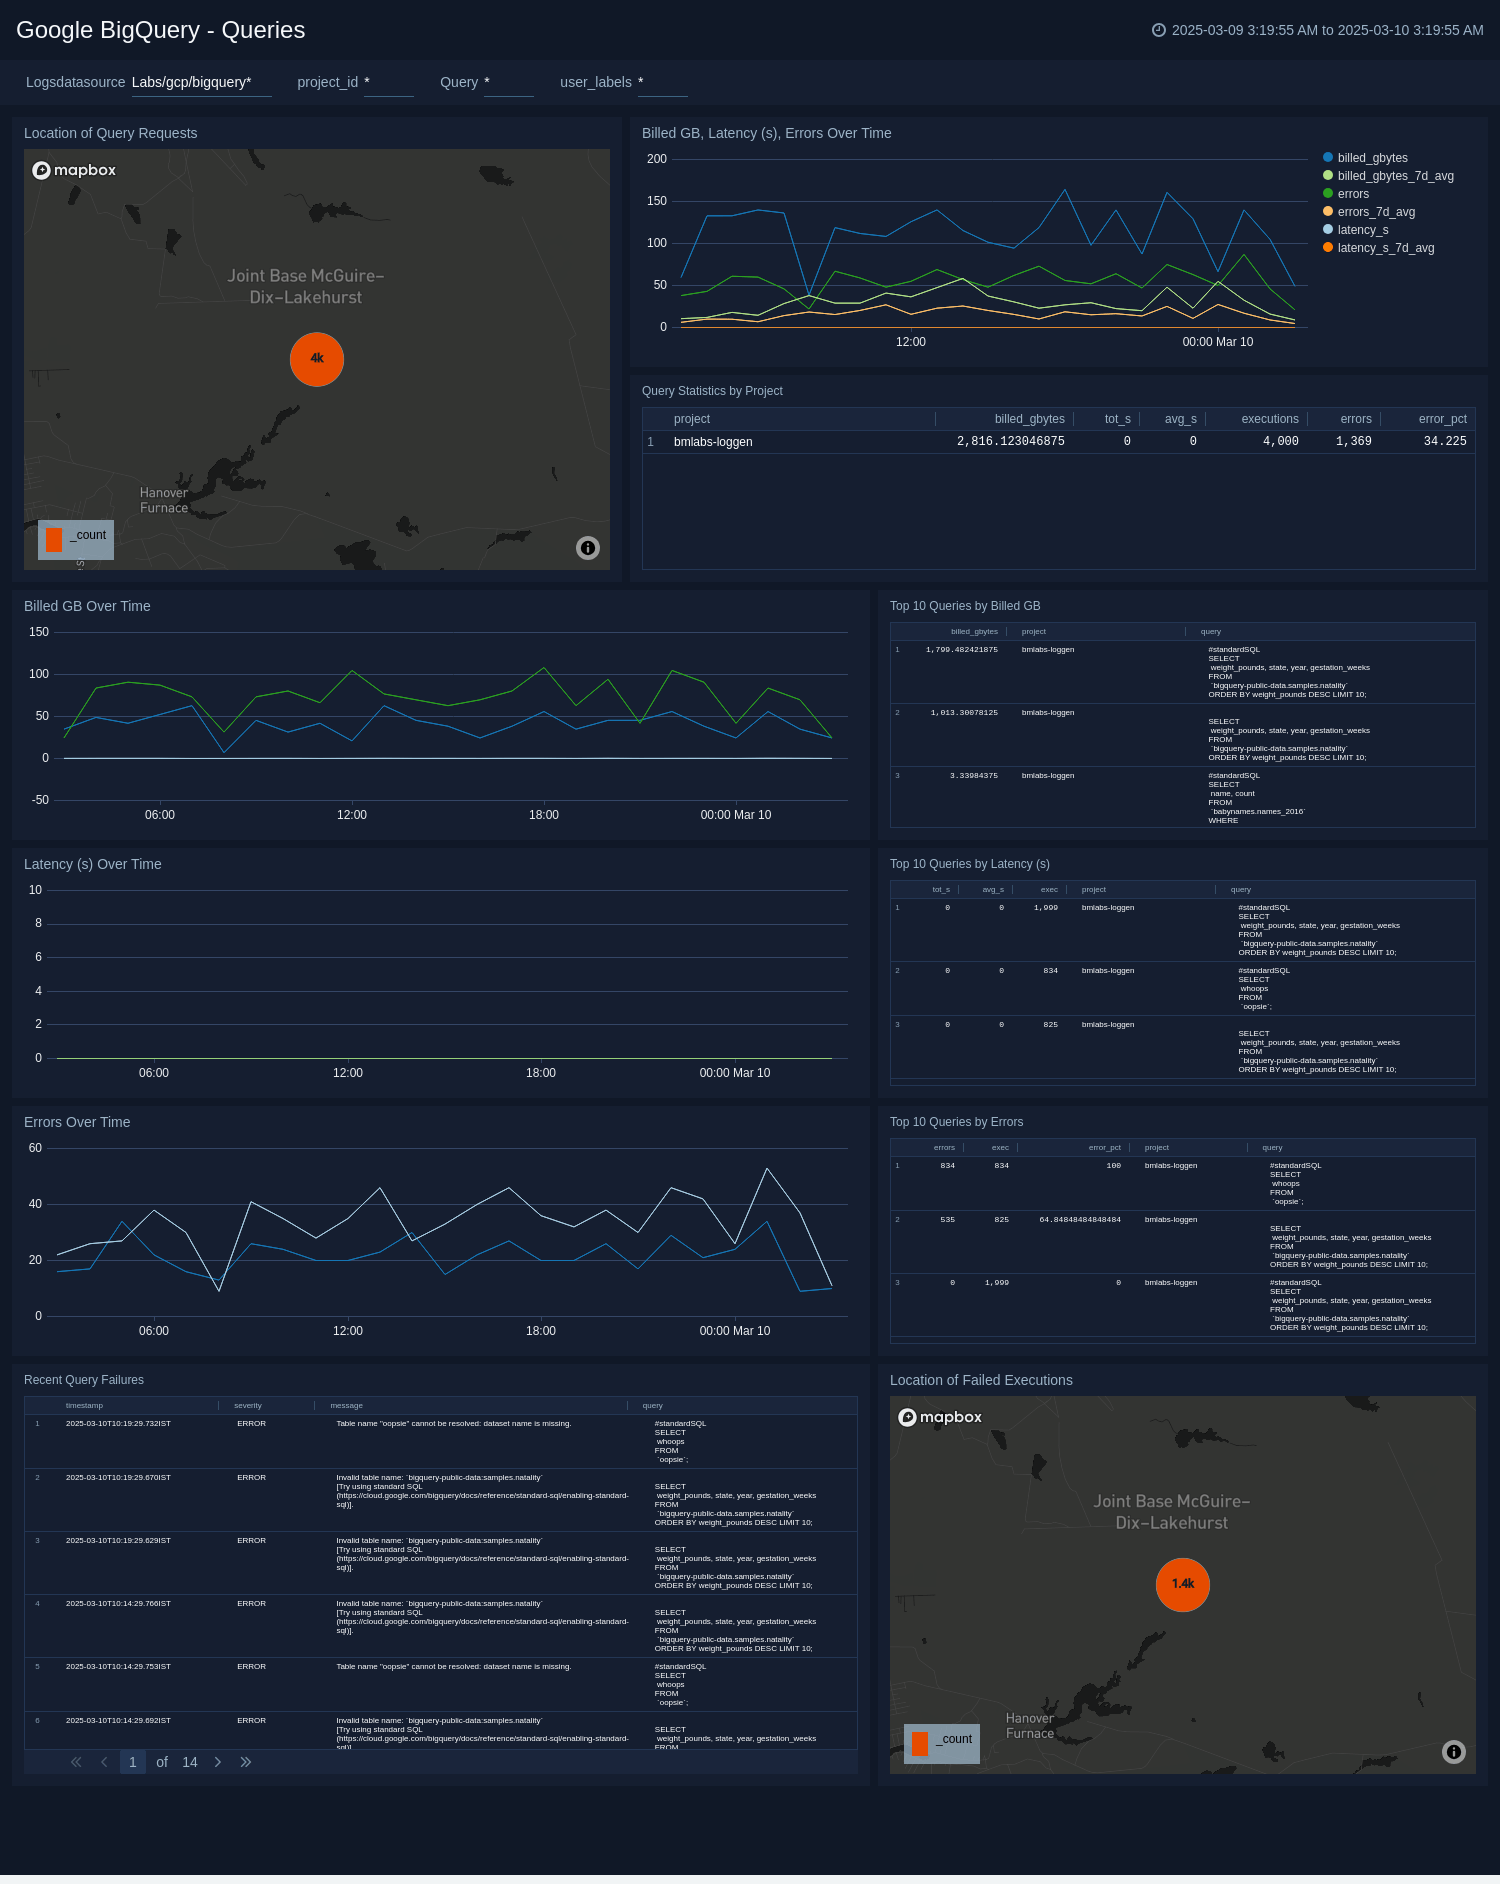 Google BigQuery - Queries
2025-03-09 3:19:55 AM to 2025-03-10 3:19:55 AM
Logsdatasource Labs/gcp/bigquery* project_id * Query * user_labels *
Location of Query Requests
mapbox
Joint Base McGuire–
Dix–Lakehurst
4k
Hanover
Furnace
_count
Billed GB, Latency (s), Errors Over Time
200
150
100
50
0
12:00 00:00 Mar 10
billed_gbytes
billed_gbytes_7d_avg
errors
errors_7d_avg
latency_s
latency_s_7d_avg
Query Statistics by Project
project billed_gbytes tot_s avg_s executions errors error_pct
1 bmlabs-loggen 2,816.123046875 0 0 4,000 1,369 34.225
Billed GB Over Time
150
100
50
0
-50
06:00 12:00 18:00 00:00 Mar 10
Top 10 Queries by Billed GB
billed_gbytes project query
1 1,799.482421875 bmlabs-loggen #standardSQL
SELECT
weight_pounds, state, year, gestation_weeks
FROM
`bigquery-public-data.samples.natality`
ORDER BY weight_pounds DESC LIMIT 10;
2 1,013.30078125 bmlabs-loggen
SELECT
weight_pounds, state, year, gestation_weeks
FROM
`bigquery-public-data.samples.natality`
ORDER BY weight_pounds DESC LIMIT 10;
3 3.33984375 bmlabs-loggen #standardSQL
SELECT
name, count
FROM
`babynames.names_2016`
WHERE
Latency (s) Over Time
10
8
6
4
2
0
06:00 12:00 18:00 00:00 Mar 10
Top 10 Queries by Latency (s)
tot_s avg_s exec project query
1 0 0 1,999 bmlabs-loggen #standardSQL
SELECT
weight_pounds, state, year, gestation_weeks
FROM
`bigquery-public-data.samples.natality`
ORDER BY weight_pounds DESC LIMIT 10;
2 0 0 834 bmlabs-loggen #standardSQL
SELECT
whoops
FROM
`oopsie`;
3 0 0 825 bmlabs-loggen
SELECT
weight_pounds, state, year, gestation_weeks
FROM
`bigquery-public-data.samples.natality`
ORDER BY weight_pounds DESC LIMIT 10;
Errors Over Time
60
40
20
0
06:00 12:00 18:00 00:00 Mar 10
Top 10 Queries by Errors
errors exec error_pct project query
1 834 834 100 bmlabs-loggen #standardSQL
SELECT
whoops
FROM
`oopsie`;
2 535 825 64.84848484848484 bmlabs-loggen
SELECT
weight_pounds, state, year, gestation_weeks
FROM
`bigquery-public-data.samples.natality`
ORDER BY weight_pounds DESC LIMIT 10;
3 0 1,999 0 bmlabs-loggen #standardSQL
SELECT
weight_pounds, state, year, gestation_weeks
FROM
`bigquery-public-data.samples.natality`
ORDER BY weight_pounds DESC LIMIT 10;
Recent Query Failures
timestamp severity message query
1 2025-03-10T10:19:29.732IST ERROR Table name "oopsie" cannot be resolved: dataset name is missing. #standardSQL
SELECT
whoops
FROM
`oopsie`;
2 2025-03-10T10:19:29.670IST ERROR Invalid table name: `bigquery-public-data:samples.natality`
[Try using standard SQL SELECT
(https://cloud.google.com/bigquery/docs/reference/standard-sql/enabling-standard- weight_pounds, state, year, gestation_weeks
sql)]. FROM
`bigquery-public-data.samples.natality`
ORDER BY weight_pounds DESC LIMIT 10;
3 2025-03-10T10:19:29.629IST ERROR Invalid table name: `bigquery-public-data:samples.natality`
[Try using standard SQL SELECT
(https://cloud.google.com/bigquery/docs/reference/standard-sql/enabling-standard- weight_pounds, state, year, gestation_weeks
sql)]. FROM
`bigquery-public-data.samples.natality`
ORDER BY weight_pounds DESC LIMIT 10;
4 2025-03-10T10:14:29.766IST ERROR Invalid table name: `bigquery-public-data:samples.natality`
[Try using standard SQL SELECT
(https://cloud.google.com/bigquery/docs/reference/standard-sql/enabling-standard- weight_pounds, state, year, gestation_weeks
sql)]. FROM
`bigquery-public-data.samples.natality`
ORDER BY weight_pounds DESC LIMIT 10;
5 2025-03-10T10:14:29.753IST ERROR Table name "oopsie" cannot be resolved: dataset name is missing. #standardSQL
SELECT
whoops
FROM
`oopsie`;
6 2025-03-10T10:14:29.692IST ERROR Invalid table name: `bigquery-public-data:samples.natality`
[Try using standard SQL SELECT
(https://cloud.google.com/bigquery/docs/reference/standard-sql/enabling-standard- weight_pounds, state, year, gestation_weeks
sql)]. FROM
1 of 14
Location of Failed Executions
mapbox
Joint Base McGuire–
Dix–Lakehurst
1.4k
Hanover
Furnace
_count